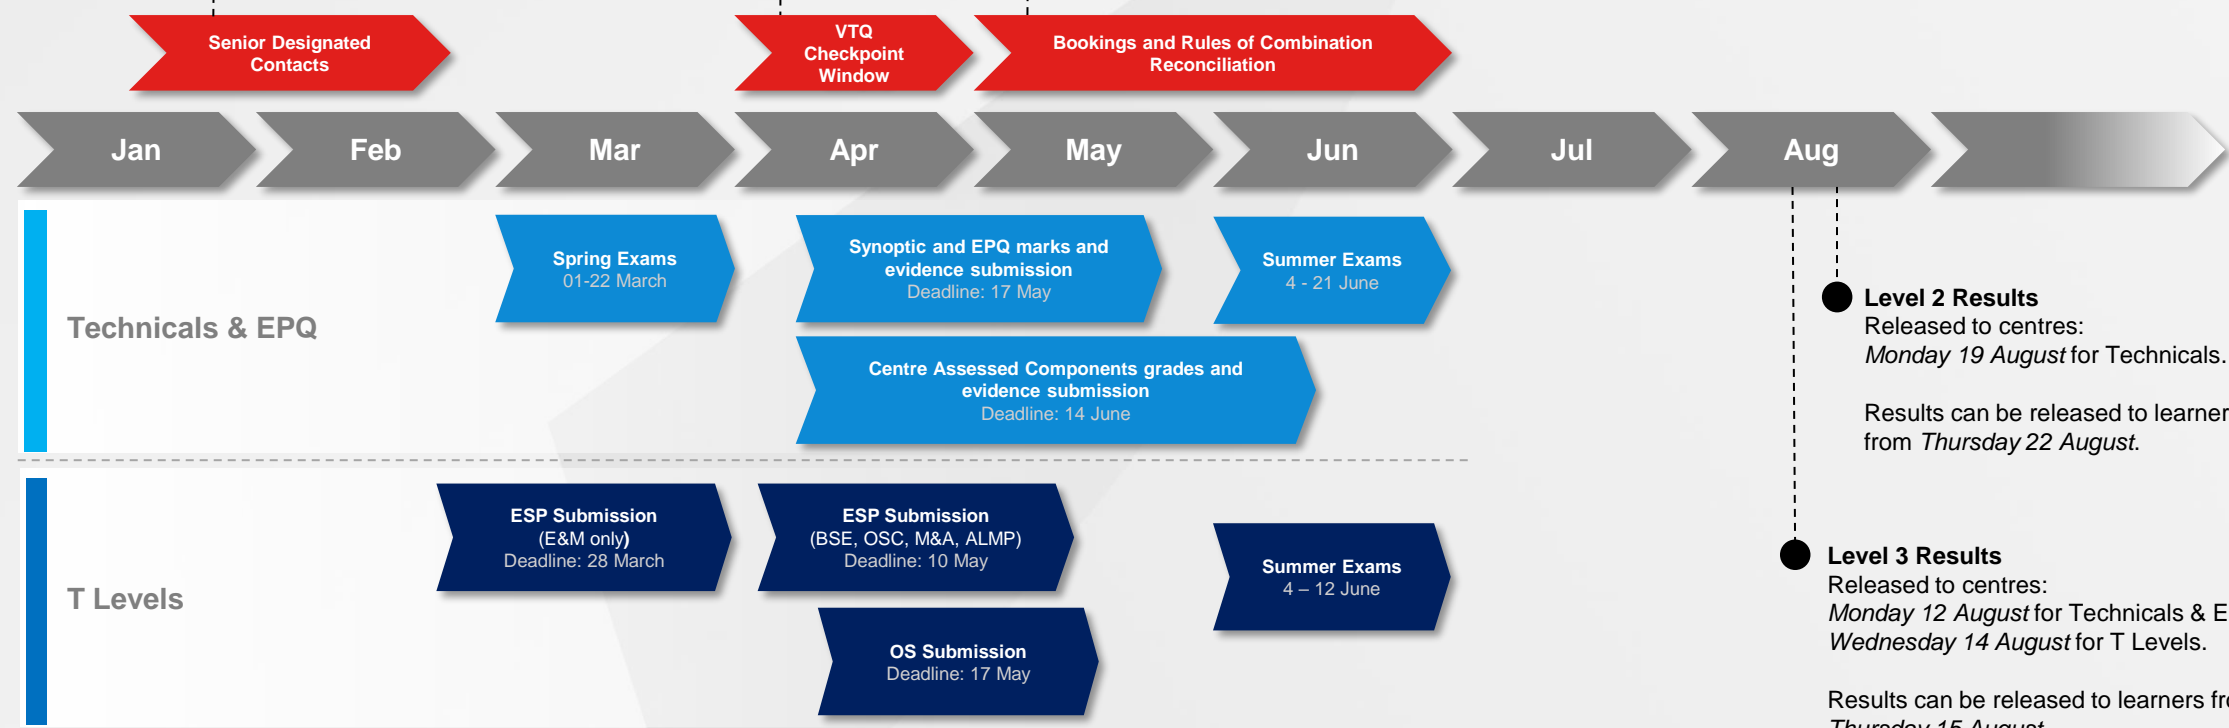 Senior Designated
Contacts
VTQ
Checkpoint
Window
Bookings and Rules of Combination
Reconciliation
Jan
Feb
Mar
Apr
May
Jun
Jul
Aug
Technicals & EPQ
Spring Exams
01-22 March
Synoptic and EPQ marks and
evidence submission
Deadline: 17 May
Summer Exams
4 - 21 June
Centre Assessed Components grades and
evidence submission
Deadline: 14 June
Level 2 Results
Released to centres:
Monday 19 August for Technicals.
Results can be released to learner
from Thursday 22 August.
T Levels
ESP Submission
(E&M only)
Deadline: 28 March
ESP Submission
(BSE, OSC, M&A, ALMP)
Deadline: 10 May
Summer Exams
4 – 12 June
OS Submission
Deadline: 17 May
Level 3 Results
Released to centres:
Monday 12 August for Technicals & E
Wednesday 14 August for T Levels.
Results can be released to learners fr
Thursday 15 August